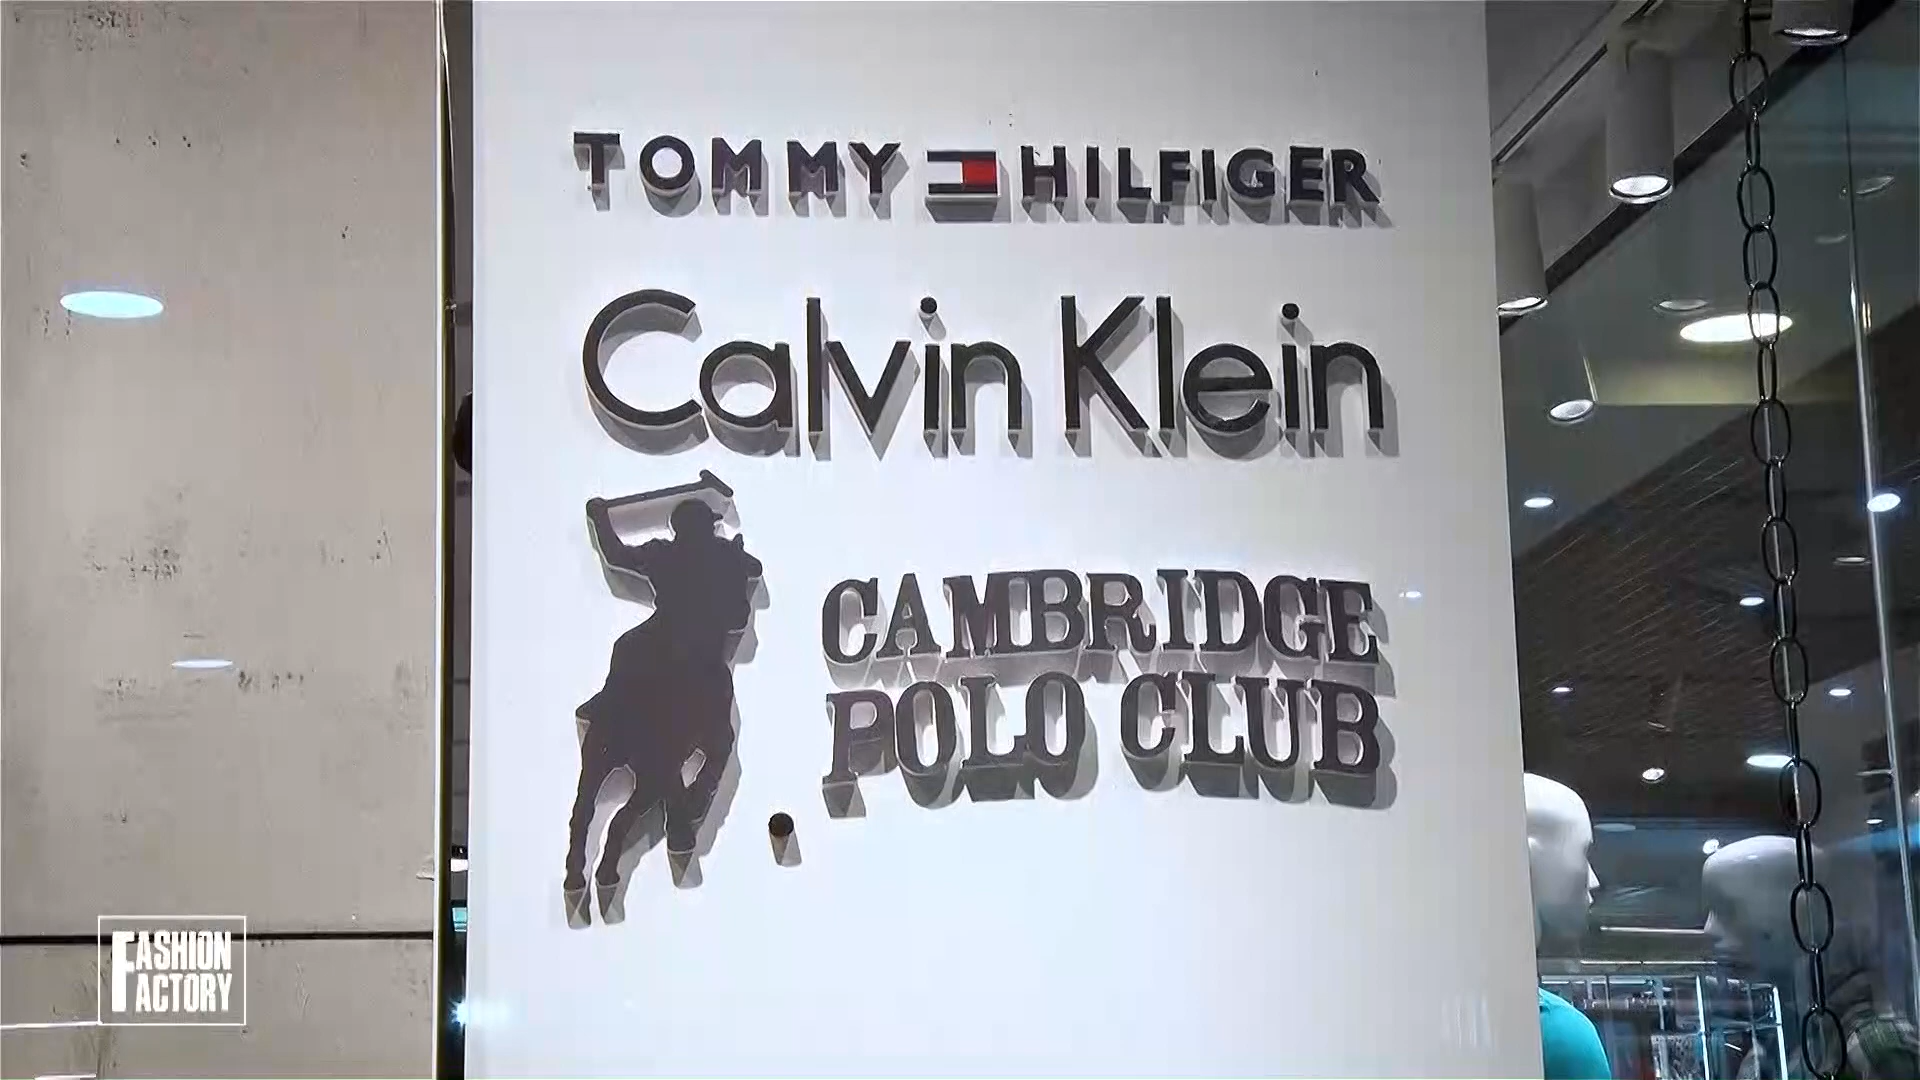 TOMMY HILFIGER
Calvin Klein
CAMBRIDGE
POLO CLUB
FASHION
FACTORY